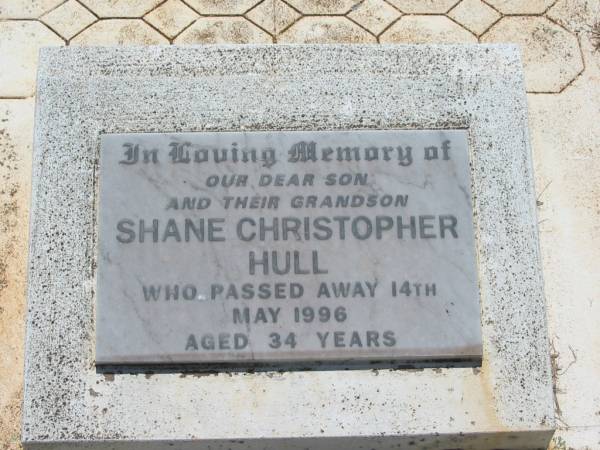 In Loving Memory of
OUR DEAR SON
AND THEIR GRANDSON
SHANE CHRISTOPHER
HULL
WHO PASSED AWAY 14TH
MAY 1996
AGED 34 YEARS